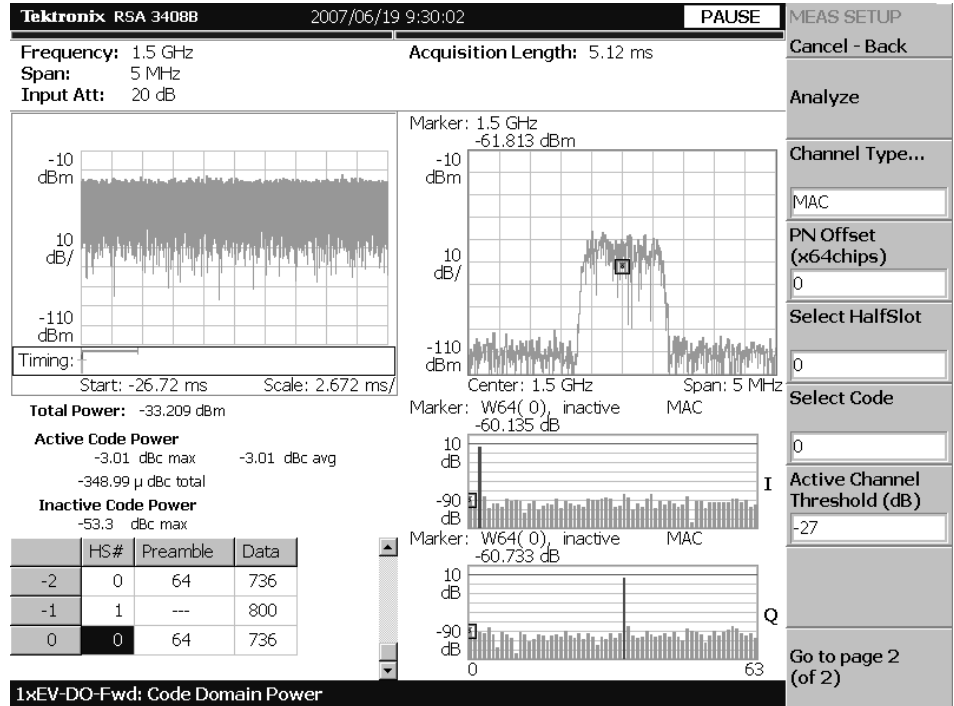 Tektronix RSA 3408B 2007/06/19 9:30:02 PAUSE
Frequency: 1.5 GHz
Span: 5 MHz
Input Att: 20 dB
Acquisition Length: 5.12 ms
-10
dBm
10
dB/
-110
dBm
Timing:
Start: -26.72 ms Scale: 2.672 ms/
Marker: 1.5 GHz
-61.813 dBm
-10
dBm
10
dB/
-110
dBm
Center: 1.5 GHz Span: 5 MHz
Total Power: -33.209 dBm
Active Code Power
-3.01 dBc max -3.01 dBc avg
-348.99 µ dBc total
Inactive Code Power
-53.3 dBc max
HS# Preamble Data
-2 0 64 736
-1 1 --- 800
0 0 64 736
Marker: W64( 0), inactive MAC
-60.135 dB
10
dB
-90
dB
I
Marker: W64( 0), inactive MAC
-60.733 dB
10
dB
-90
dB
Q
0 63
1xEV-DO-Fwd: Code Domain Power
MEAS SETUP
Cancel - Back
Analyze
Channel Type...
MAC
PN Offset
(x64chips)
0
Select HalfSlot
0
Select Code
0
Active Channel
Threshold (dB)
-27
Go to page 2
(of 2)